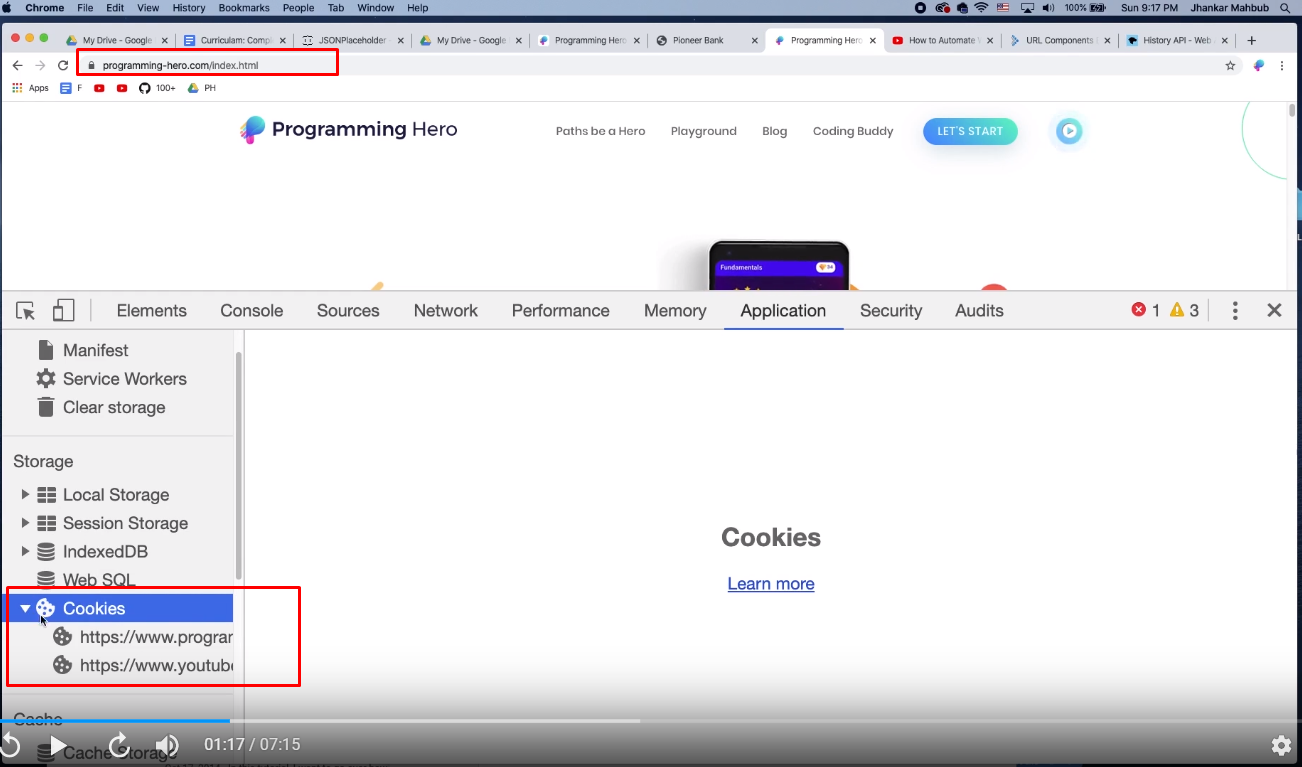 Chrome File Edit View History Bookmarks People Tab Window Help 100% Sun 9:17 PM Jhankar Mahbub
My Drive - Google Curriculam: Compl JSONPlaceholder - My Drive - Google Programming Hero Pioneer Bank Programming Hero How to Automate URL Components History API - Web
programming-hero.com/index.html
Apps F 100+ PH
Programming Hero Paths be a Hero Playground Blog Coding Buddy LET'S START
Fundamentals
Elements Console Sources Network Performance Memory Application Security Audits 1 3
Manifest
Service Workers
Clear storage
Storage
Local Storage
Session Storage
IndexedDB
Web SQL
Cookies
https://www.prograr
https://www.youtube
Cookies
Learn more
Cache
Cache Storage
01:17 / 07:15